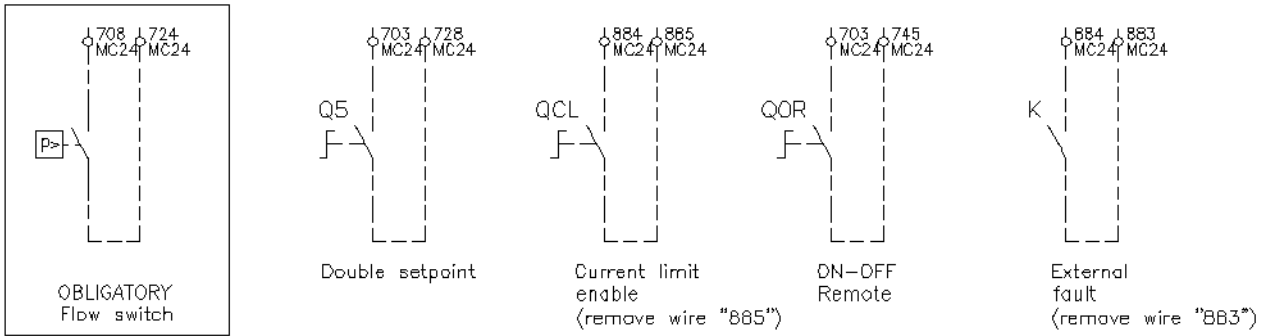 708 724
MC24 MC24
P>
OBLIGATORY
Flow switch
703 728
MC24 MC24
Q5
Double setpoint
884 885
MC24 MC24
QCL
Current limit
enable
(remove wire "885")
703 745
MC24 MC24
QOR
ON-OFF
Remote
884 883
MC24 MC24
K
External
fault
(remove wire "883")